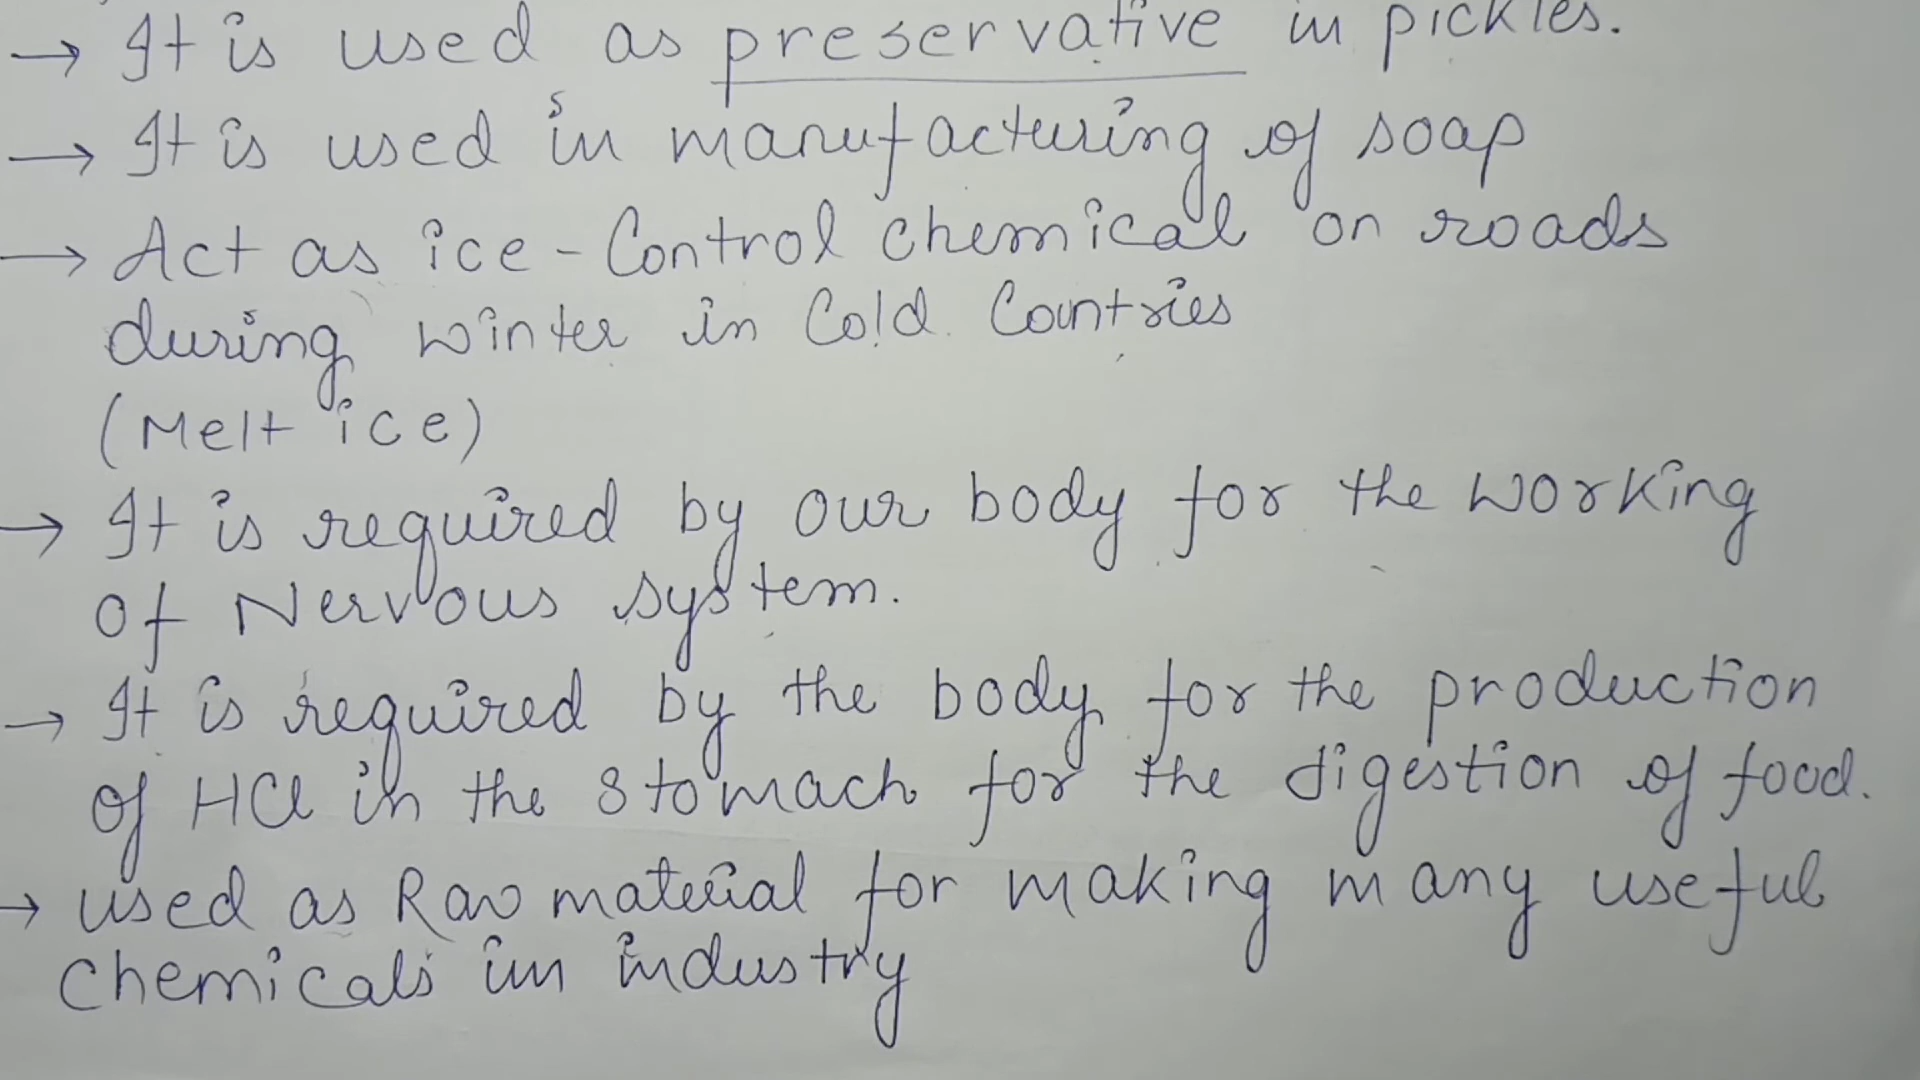 → It is used as preservative in pickles.
→ It is used in manufacturing of soap
→ Act as ice-Control chemical on roads
during winter in Cold Countries
(Melt ice)
→ It is required by our body for the working
of Nervous system.
→ It is required by the body for the production
of HCl in the stomach for the digestion of food.
→ used as Raw material for making many useful
chemicals in industry